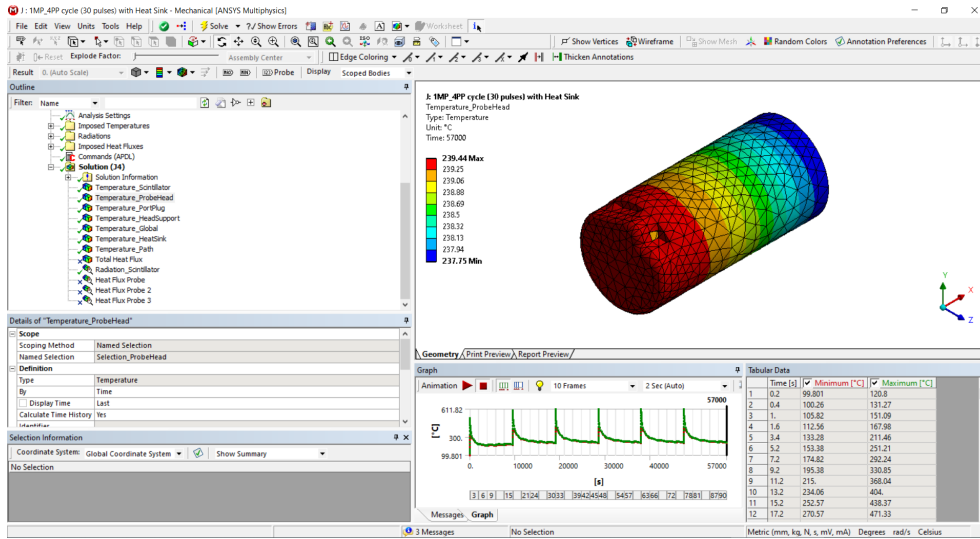 J : 1MP_4PP cycle (30 pulses) with Heat Sink - Mechanical [ANSYS Multiphysics]
File Edit View Units Tools Help Solve ?/ Show Errors Worksheet
Show Vertices Wireframe Show Mesh Random Colors Annotation Preferences
Reset Explode Factor: Assembly Center Edge Coloring Thicken Annotations
Result 0. (Auto Scale) Probe Display Scoped Bodies
Outline
Filter: Name
Analysis Settings
Imposed Temperatures
Radiations
Imposed Heat Fluxes
Commands (APDL)
Solution (J4)
Solution Information
Temperature_Scintillator
Temperature_ProbeHead
Temperature_PortPlug
Temperature_HeadSupport
Temperature_Global
Temperature_HeatSink
Temperature_Path
Total Heat Flux
Radiation_Scintillator
Heat Flux Probe
Heat Flux Probe 2
Heat Flux Probe 3
Details of "Temperature_ProbeHead"
Scope
Scoping Method Named Selection
Named Selection Selection_ProbeHead
Definition
Type Temperature
By Time
Display Time Last
Calculate Time History Yes
Identifier
Selection Information
Coordinate System: Global Coordinate System Show Summary
No Selection
J: 1MP_4PP cycle (30 pulses) with Heat Sink
Temperature_ProbeHead
Type: Temperature
Unit: °C
Time: 57000
239.44 Max
239.25
239.06
238.88
238.69
238.5
238.32
238.13
237.94
237.75 Min
Y
X
Z
Geometry Print Preview Report Preview
Graph
Animation 10 Frames 2 Sec (Auto)
57000
611.82
300.
99.801
[°C]
0. 10000 20000 30000 40000 57000
[s]
3 6 9 15 2124 3033 39424548 5457 6366 72 7881 8790
Messages Graph
Tabular Data
Time [s] Minimum [°C] Maximum [°C]
1 0.2 99.801 120.8
2 0.4 100.26 131.27
3 1. 105.82 151.09
4 1.6 112.56 167.98
5 3.4 133.28 211.46
6 5.2 153.38 251.21
7 7.2 174.82 292.24
8 9.2 195.38 330.85
9 11.2 215. 368.04
10 13.2 234.06 404.
11 15.2 252.57 438.37
12 17.2 270.57 471.33
3 Messages No Selection Metric (mm, kg, N, s, mV, mA) Degrees rad/s Celsius